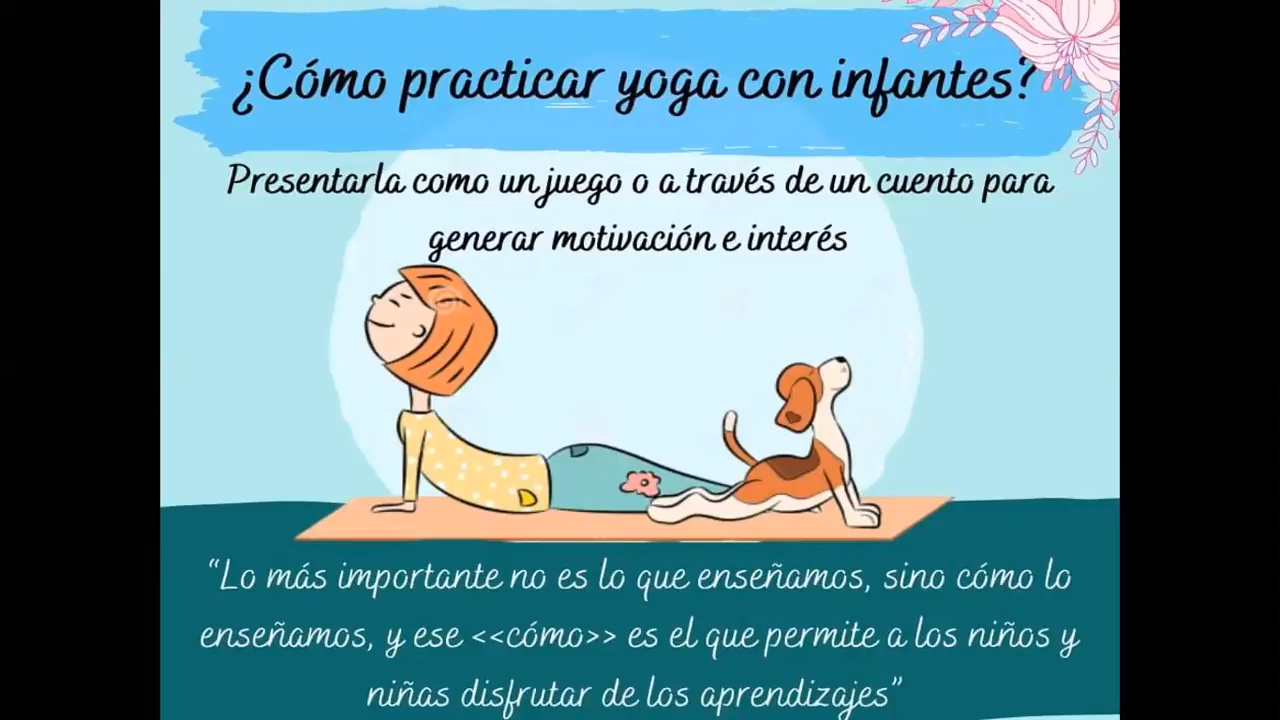 ¿Cómo practicar yoga con infantes?
Presentarla como un juego o a través de un cuento para
generar motivación e interés
“Lo más importante no es lo que enseñamos, sino cómo lo
enseñamos, y ese <<cómo>> es el que permite a los niños y
niñas disfrutar de los aprendizajes”